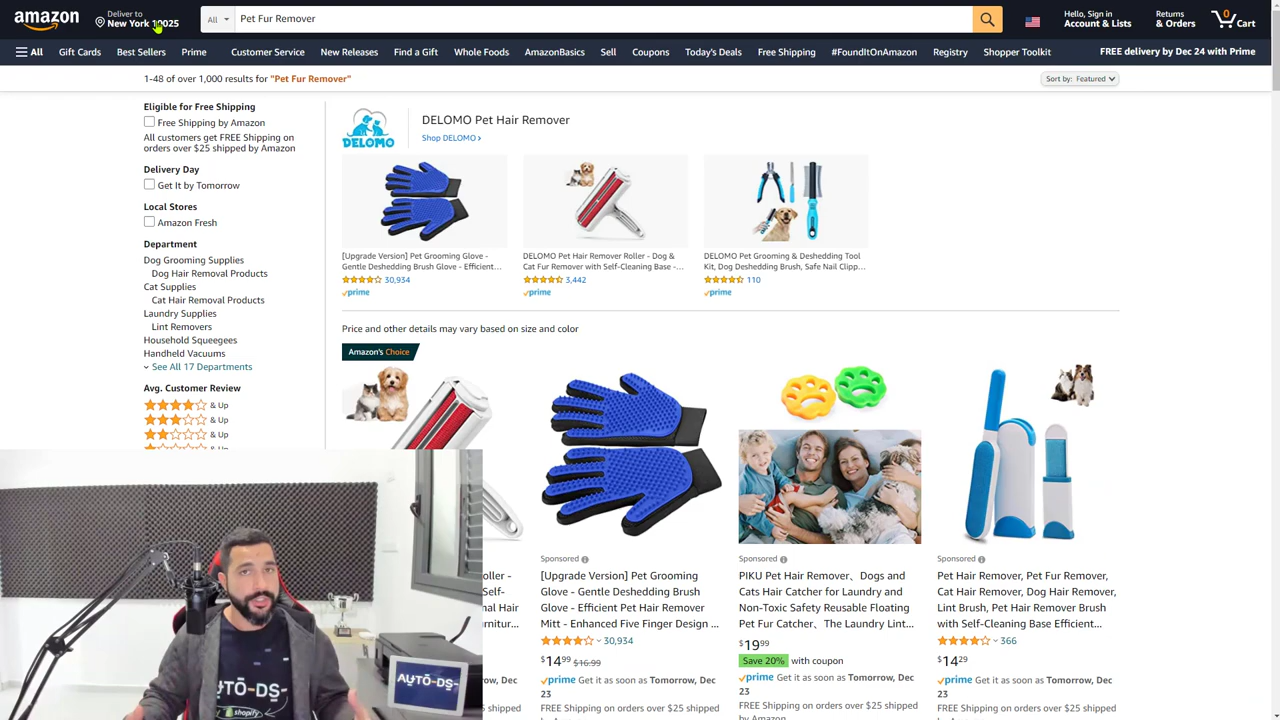 amazon
Deliver to
New York 10025
All
Pet Fur Remover
Hello, Sign in
Account & Lists
Returns
& Orders
0
Cart
All
Gift Cards
Best Sellers
Prime
Customer Service
New Releases
Find a Gift
Whole Foods
AmazonBasics
Sell
Coupons
Today's Deals
Free Shipping
#FoundItOnAmazon
Registry
Shopper Toolkit
FREE delivery by Dec 24 with Prime
1-48 of over 1,000 results for "Pet Fur Remover"
Sort by: Featured
Eligible for Free Shipping
Free Shipping by Amazon
All customers get FREE Shipping on
orders over $25 shipped by Amazon
Delivery Day
Get It by Tomorrow
Local Stores
Amazon Fresh
Department
Dog Grooming Supplies
Dog Hair Removal Products
Cat Supplies
Cat Hair Removal Products
Laundry Supplies
Lint Removers
Household Squeegees
Handheld Vacuums
See All 17 Departments
Avg. Customer Review
& Up
& Up
& Up
DELOMO
DELOMO Pet Hair Remover
Shop DELOMO ›
[Upgrade Version] Pet Grooming Glove -
Gentle Deshedding Brush Glove - Efficient...
30,934
prime
DELOMO Pet Hair Remover Roller - Dog &
Cat Fur Remover with Self-Cleaning Base -...
3,442
prime
DELOMO Pet Grooming & Deshedding Tool
Kit, Dog Deshedding Brush, Safe Nail Clipp...
110
prime
Price and other details may vary based on size and color
Amazon's Choice
oller -
Self-
nal Hair
urnitur...
w, Dec
shipped
Sponsored
[Upgrade Version] Pet Grooming
Glove - Gentle Deshedding Brush
Glove - Efficient Pet Hair Remover
Mitt - Enhanced Five Finger Design ...
30,934
$14.99 $16.99
prime Get it as soon as Tomorrow, Dec
23
FREE Shipping on orders over $25 shipped
by Amazon
Sponsored
PIKU Pet Hair Remover、Dogs and
Cats Hair Catcher for Laundry and
Non-Toxic Safety Reusable Floating
Pet Fur Catcher、The Laundry Lint...
$19.99
Save 20% with coupon
prime Get it as soon as Tomorrow, Dec
23
FREE Shipping on orders over $25 shipped
by Amazon
Sponsored
Pet Hair Remover, Pet Fur Remover,
Cat Hair Remover, Dog Hair Remover,
Lint Brush, Pet Hair Remover Brush
with Self-Cleaning Base Efficient...
366
$14.29
prime Get it as soon as Tomorrow, Dec
23
FREE Shipping on orders over $25 shipped
by Amazon
AUTO-DS-
shopify
AUTO-DS-